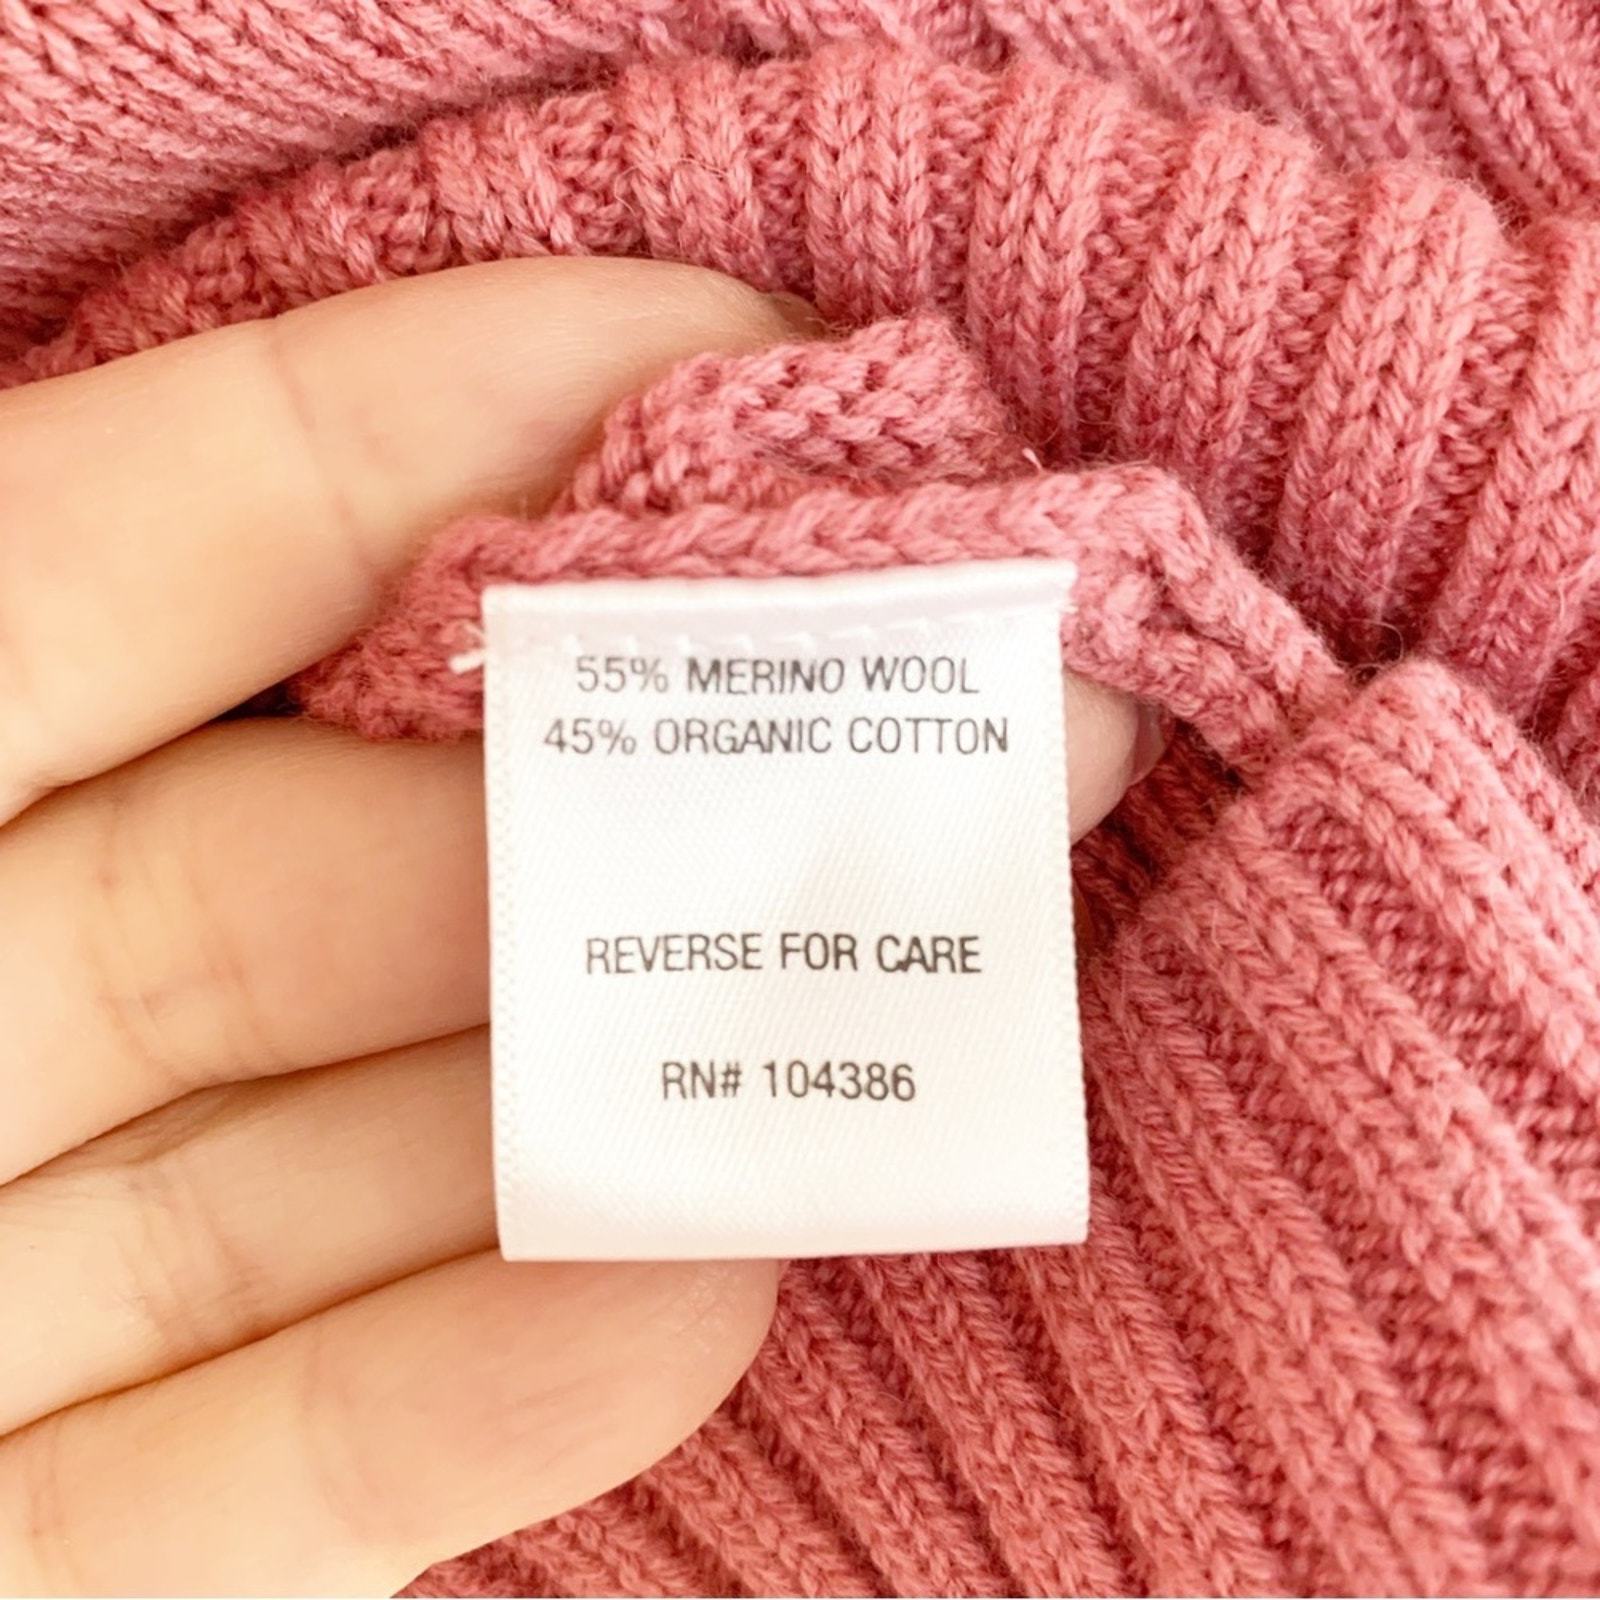 55% MERINO WOOL
45% ORGANIC COTTON
REVERSE FOR CARE
RN# 104386